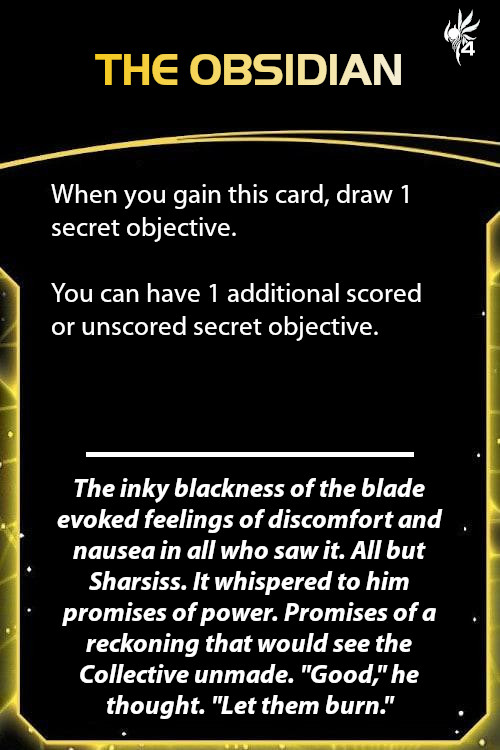 4
THE OBSIDIAN
When you gain this card, draw 1
secret objective.
You can have 1 additional scored
or unscored secret objective.
The inky blackness of the blade
evoked feelings of discomfort and
nausea in all who saw it. All but
Sharsiss. It whispered to him
promises of power. Promises of a
reckoning that would see the
Collective unmade. "Good," he
thought. "Let them burn."